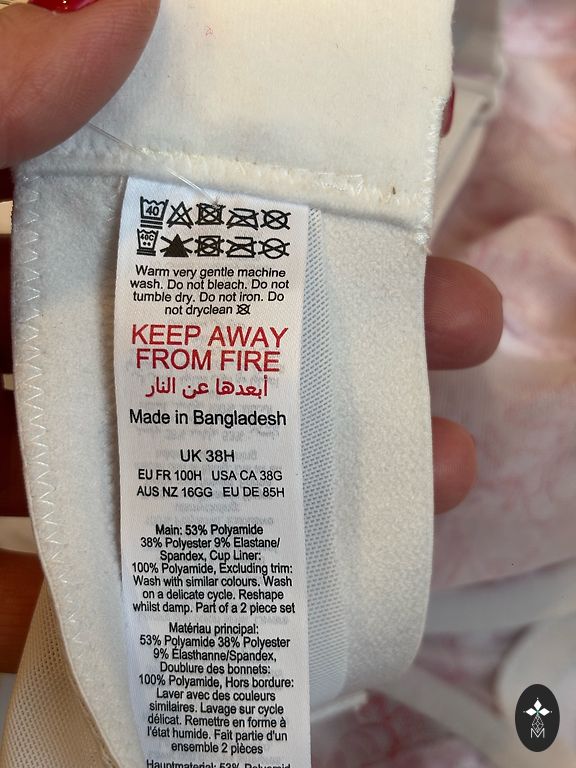 40
40C
Warm very gentle machine
wash. Do not bleach. Do not
tumble dry. Do not iron. Do
not dryclean
KEEP AWAY
FROM FIRE
أبعدها عن النار
Made in Bangladesh
UK 38H
EU FR 100H USA CA 38G
AUS NZ 16GG EU DE 85H
Main: 53% Polyamide
38% Polyester 9% Elastane/
Spandex, Cup Liner:
100% Polyamide, Excluding trim:
Wash with similar colours. Wash
on a delicate cycle. Reshape
whilst damp. Part of a 2 piece set
Matériau principal:
53% Polyamide 38% Polyester
9% Élasthanne/Spandex,
Doublure des bonnets:
100% Polyamide, Hors bordure:
Laver avec des couleurs
similaires. Lavage sur cycle
délicat. Remettre en forme à
l'état humide. Fait partie d'un
ensemble 2 pièces
Hauptmaterial: 53% Polyamid
M